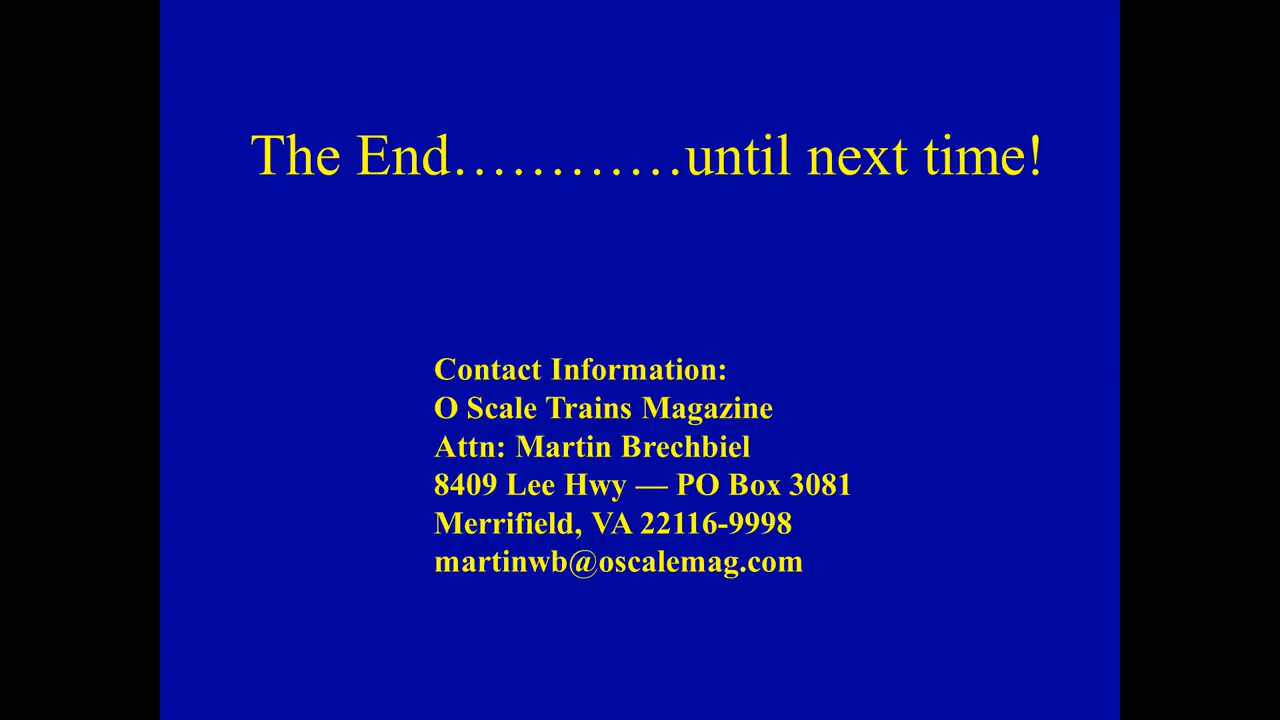 The End…………until next time!
Contact Information:
O Scale Trains Magazine
Attn: Martin Brechbiel
8409 Lee Hwy — PO Box 3081
Merrifield, VA 22116-9998
martinwb@oscalemag.com